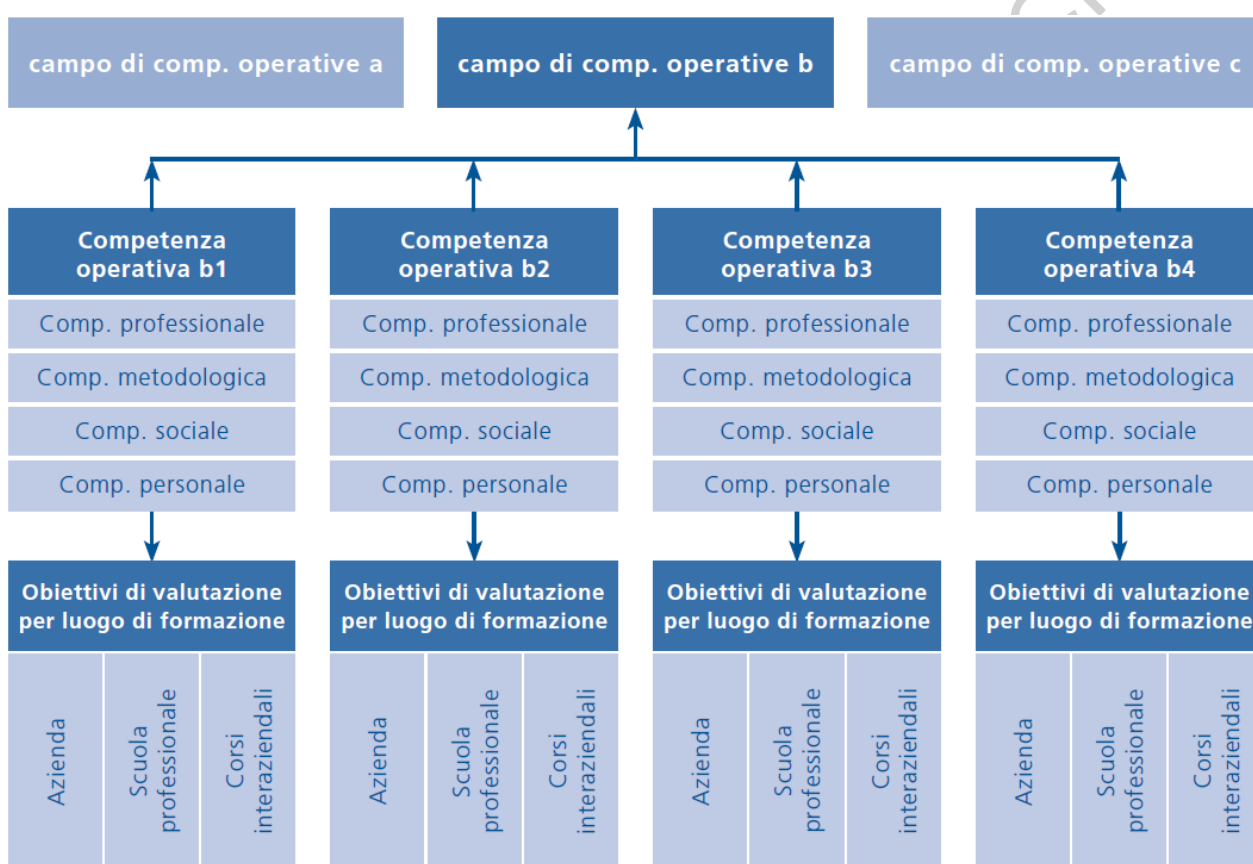 campo di comp. operative a
campo di comp. operative b
campo di comp. operative c
Competenza
operativa b1
Competenza
operativa b2
Competenza
operativa b3
Competenza
operativa b4
Comp. professionale
Comp. professionale
Comp. professionale
Comp. professionale
Comp. metodologica
Comp. metodologica
Comp. metodologica
Comp. metodologica
Comp. sociale
Comp. sociale
Comp. sociale
Comp. sociale
Comp. personale
Comp. personale
Comp. personale
Comp. personale
Obiettivi di valutazione
per luogo di formazione
Obiettivi di valutazione
per luogo di formazione
Obiettivi di valutazione
per luogo di formazione
Obiettivi di valutazione
per luogo di formazione
Azienda
Scuola
professionale
Corsi
interaziendali
Azienda
Scuola
professionale
Corsi
interaziendali
Azienda
Scuola
professionale
Corsi
interaziendali
Azienda
Scuola
professionale
Corsi
interaziendali